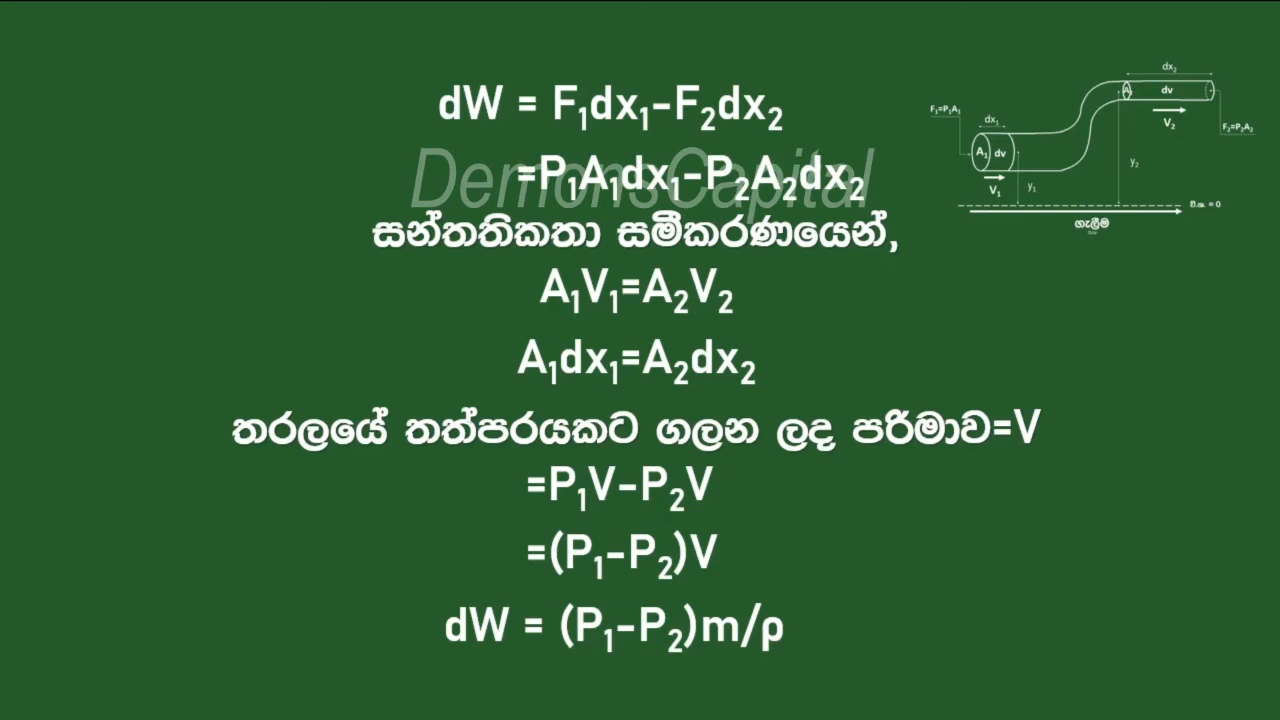 dW = F₁dx₁-F₂dx₂
=P₁A₁dx₁-P₂A₂dx₂
DemonsCapital
සන්තතිකතා සමීකරණයෙන්,
A₁V₁=A₂V₂
A₁dx₁=A₂dx₂
තරලයේ තත්පරයකට ගලන ලද පරිමාව=V
=P₁V-P₂V
=(P₁-P₂)V
dW = (P₁-P₂)m/ρ
dx₂
A₂ dv
V₂
F₁=P₁A₁
F₂=P₂A₂
dx₁
A₁ dv
V₁
y₁
y₂
වි.ශ. = 0
ගැලීම